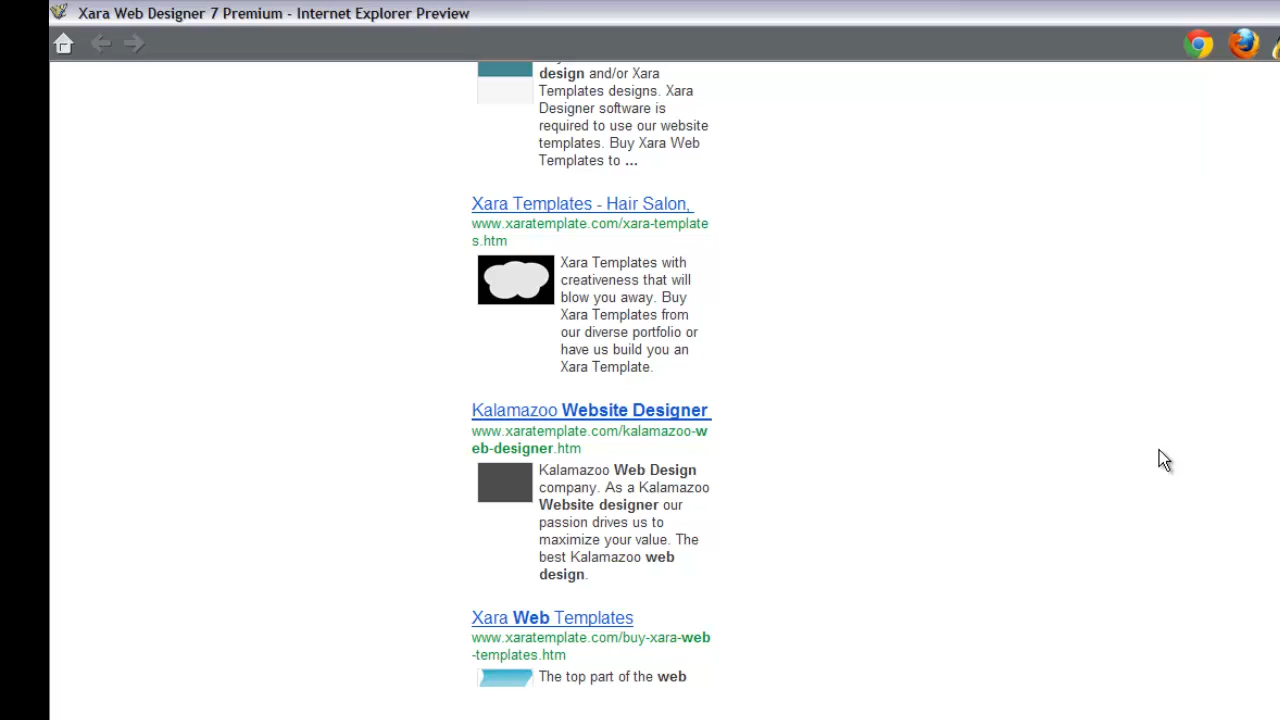 Xara Web Designer 7 Premium - Internet Explorer Preview
design and/or Xara
Templates designs. Xara
Designer software is
required to use our website
templates. Buy Xara Web
Templates to ...
Xara Templates - Hair Salon,
www.xaratemplate.com/xara-template
s.htm
Xara Templates with
creativeness that will
blow you away. Buy
Xara Templates from
our diverse portfolio or
have us build you an
Xara Template.
Kalamazoo Website Designer
www.xaratemplate.com/kalamazoo-w
eb-designer.htm
Kalamazoo Web Design
company. As a Kalamazoo
Website designer our
passion drives us to
maximize your value. The
best Kalamazoo web
design.
Xara Web Templates
www.xaratemplate.com/buy-xara-web
-templates.htm
The top part of the web